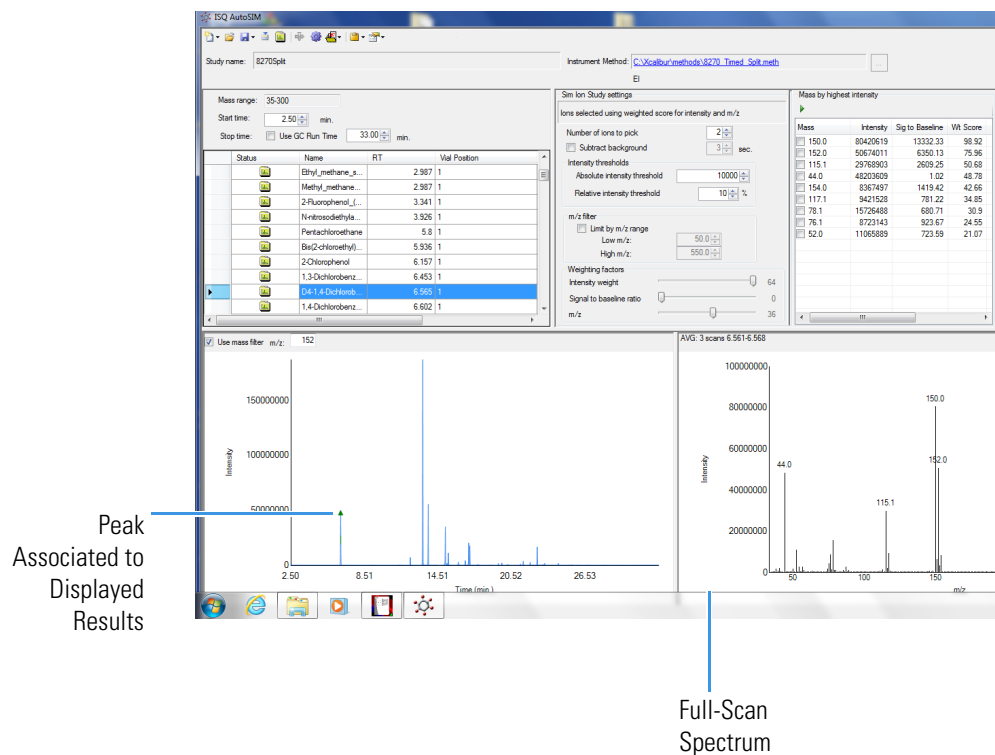 ISQ AutoSIM
Study name: 8270Split
Instrument Method: C:\Xcalibur\methods\8270_Timed_Split.meth ...
EI
Mass range: 35-300
Start time: 2.50 min.
Stop time: Use GC Run Time 33.00 min.
Status Name RT Vial Position
Ethyl_methane_s... 2.987 1
Methyl_methane... 2.987 1
2-Fluorophenol_(... 3.341 1
N-nitrosodiethyla... 3.926 1
Pentachloroethane 5.8 1
Bis(2-chloroethyl)... 5.936 1
2-Chlorophenol 6.157 1
1,3-Dichlorobenz... 6.453 1
D4-1,4-Dichlorob... 6.565 1
1,4-Dichlorobenz... 6.602 1
Sim Ion Study settings
Ions selected using weighted score for intensity and m/z
Number of ions to pick 2
Subtract background 3 sec.
Intensity thresholds
Absolute intensity threshold 10000
Relative intensity threshold 10 %
m/z filter
Limit by m/z range
Low m/z: 50.0
High m/z: 550.0
Weighting factors
Intensity weight 64
Signal to baseline ratio 0
m/z 36
Mass by highest intensity
Mass Intensity Sig to Baseline Wt Score
150.0 80420619 13332.33 98.92
152.0 50674011 6350.13 75.96
115.1 29768903 2609.25 50.68
44.0 48203609 1.02 48.78
154.0 8367497 1419.42 42.66
117.1 9421528 781.22 34.85
78.1 15726488 680.71 30.9
76.1 8723143 923.67 24.55
52.0 11065889 723.59 21.07
Use mass filter m/z: 152
150000000
100000000
50000000
0
Intensity
2.50 8.51 14.51 20.52 26.53
Time (min.)
AVG: 3 scans 6.561-6.568
100000000
80000000
60000000
40000000
20000000
0
Intensity
150.0
152.0
44.0
115.1
50 100 150
m/z
Peak
Associated to
Displayed
Results
Full-Scan
Spectrum